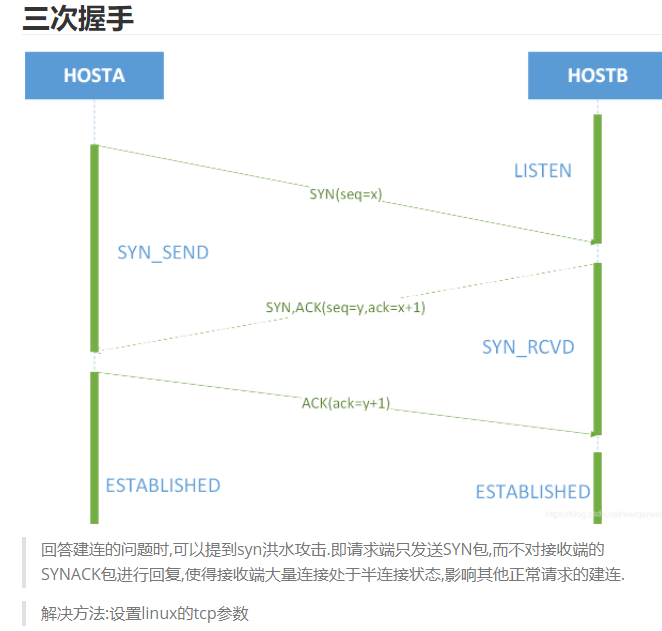 三次握手
HOSTA
HOSTB
LISTEN
SYN(seq=x)
SYN_SEND
SYN,ACK(seq=y,ack=x+1)
SYN_RCVD
ACK(ack=y+1)
ESTABLISHED
ESTABLISHED
回答建连的问题时,可以提到syn洪水攻击.即请求端只发送SYN包,而不对接收端的
SYNACK包进行回复,使得接收端大量连接处于半连接状态,影响其他正常请求的建连.
解决方法:设置linux的tcp参数